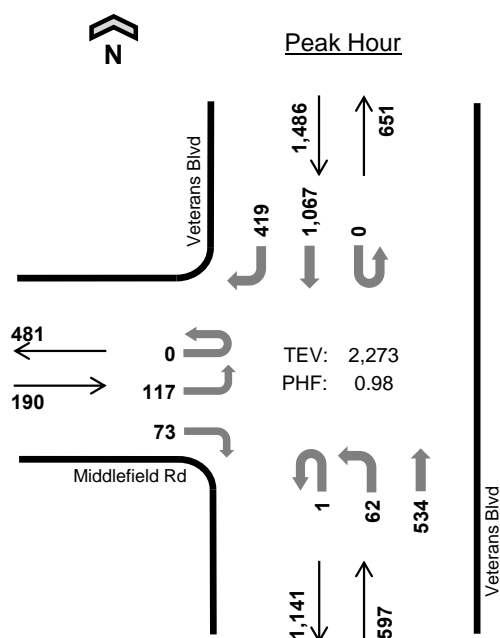 N
Peak Hour
Veterans Blvd
1,486
651
419
1,067
0
481
0
TEV: 2,273
190
117
PHF: 0.98
73
Middlefield Rd
1
62
534
Veterans Blvd
1,141
597